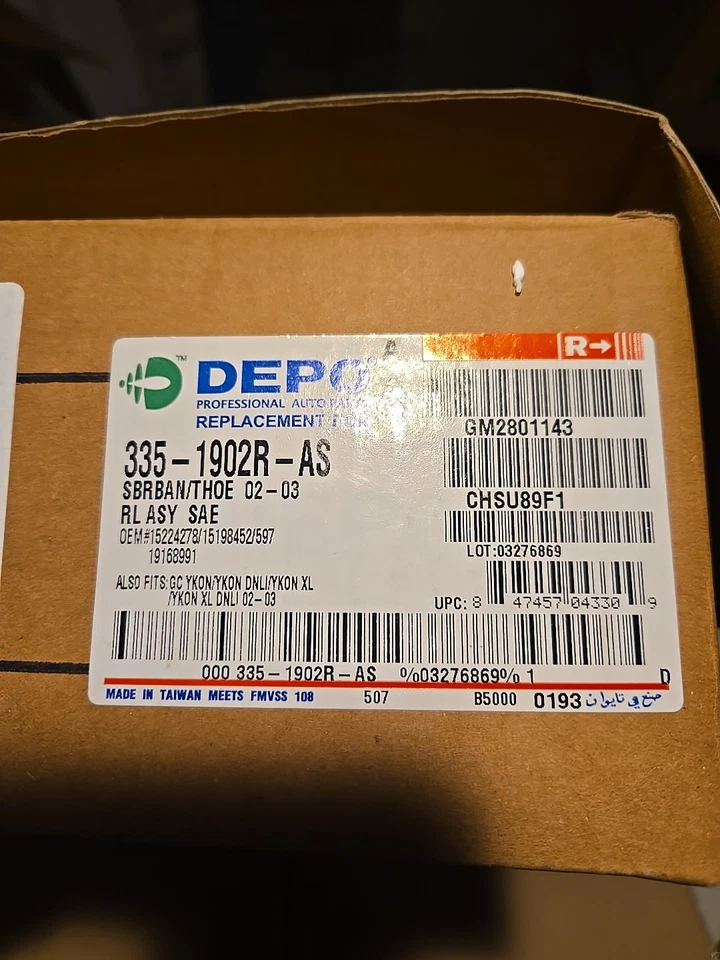 A
R→
™
DEPO
PROFESSIONAL AUTO PARTS
REPLACEMENT FOR
335-1902R-AS
SBRBAN/THOE 02-03
RL ASY SAE
OEM#15224278/15198452/597
19168991
ALSO FITS:GC YKON/YKON DNLI/YKON XL
/YKON XL DNLI 02-03
GM2801143
CHSU89F1
LOT:03276869
UPC: 8 47457 04330 9
000 335-1902R-AS %03276869% 1
D
MADE IN TAIWAN MEETS FMVSS 108 507 B5000 0193 صنع في تايوان